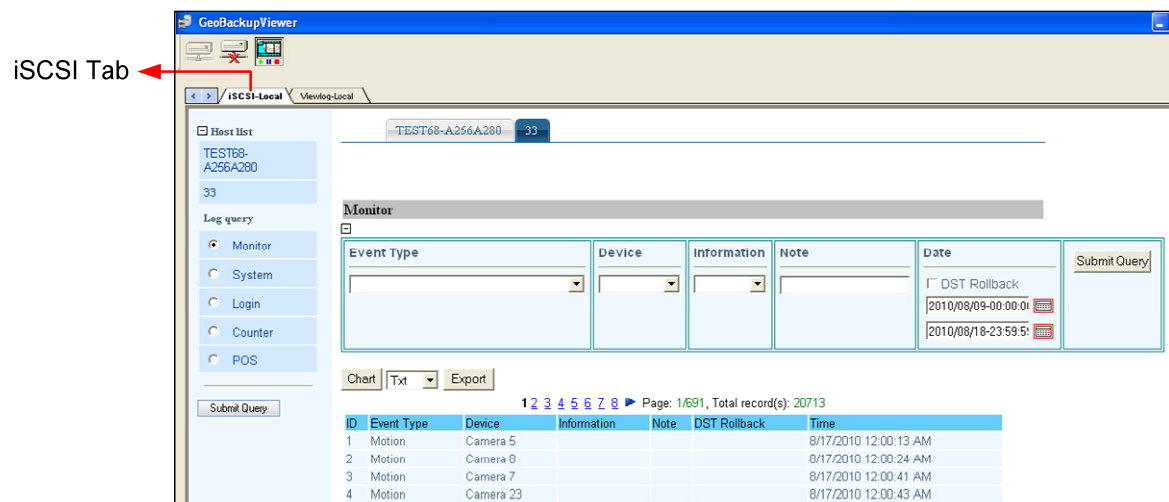 GeoBackupViewer
iSCSI Tab
iSCSI-Local Viewlog-Local
Host list
TEST68-
A256A280
33
Log query
Monitor
System
Login
Counter
POS
Submit Query
TEST68-A256A280 33
Monitor
Event Type Device Information Note Date
Submit Query
DST Rollback
2010/08/09-00:00:0
2010/08/18-23:59:5
Chart Txt Export
1 2 3 4 5 6 7 8 Page: 1/691, Total record(s): 20713
ID Event Type Device Information Note DST Rollback Time
1 Motion Camera 5 8/17/2010 12:00:13 AM
2 Motion Camera 8 8/17/2010 12:00:24 AM
3 Motion Camera 7 8/17/2010 12:00:41 AM
4 Motion Camera 23 8/17/2010 12:00:43 AM